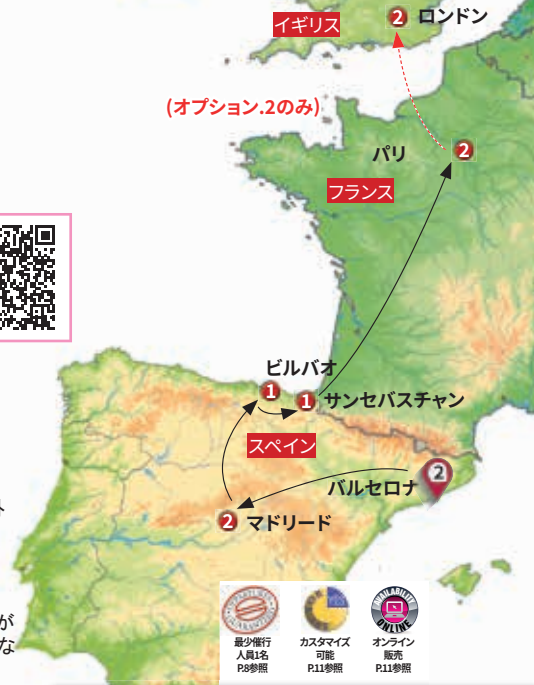 イギリス
2 ロンドン
(オプション.2のみ)
パリ 2
フランス
ビルバオ
1
1 サンセバスチャン
スペイン
バルセロナ 2
2 マドリード
が
な
AVAILABILITY
ONLINE
最少催行
人員1名
P.8参照
カスタマイズ
可能
P.11参照
オンライン
販売
P.11参照